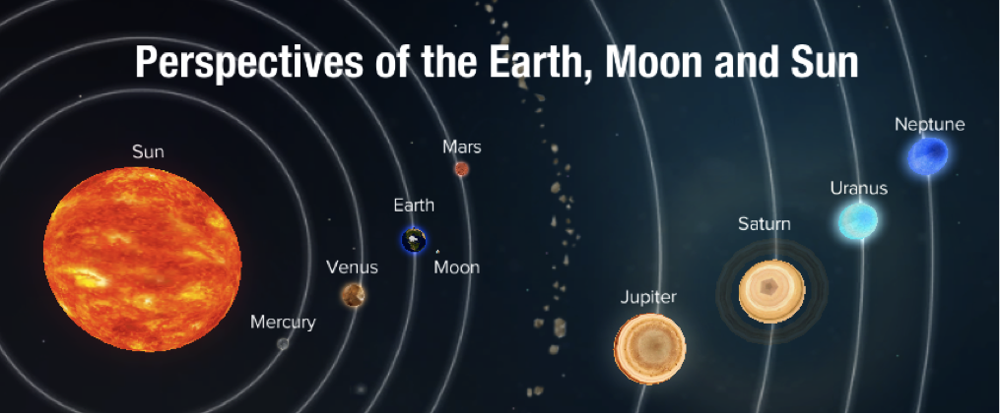 Perspectives of the Earth, Moon and Sun
Neptune
Mars
Sun
Uranus
Earth
Saturn
Venus
Moon
Jupiter
Mercury